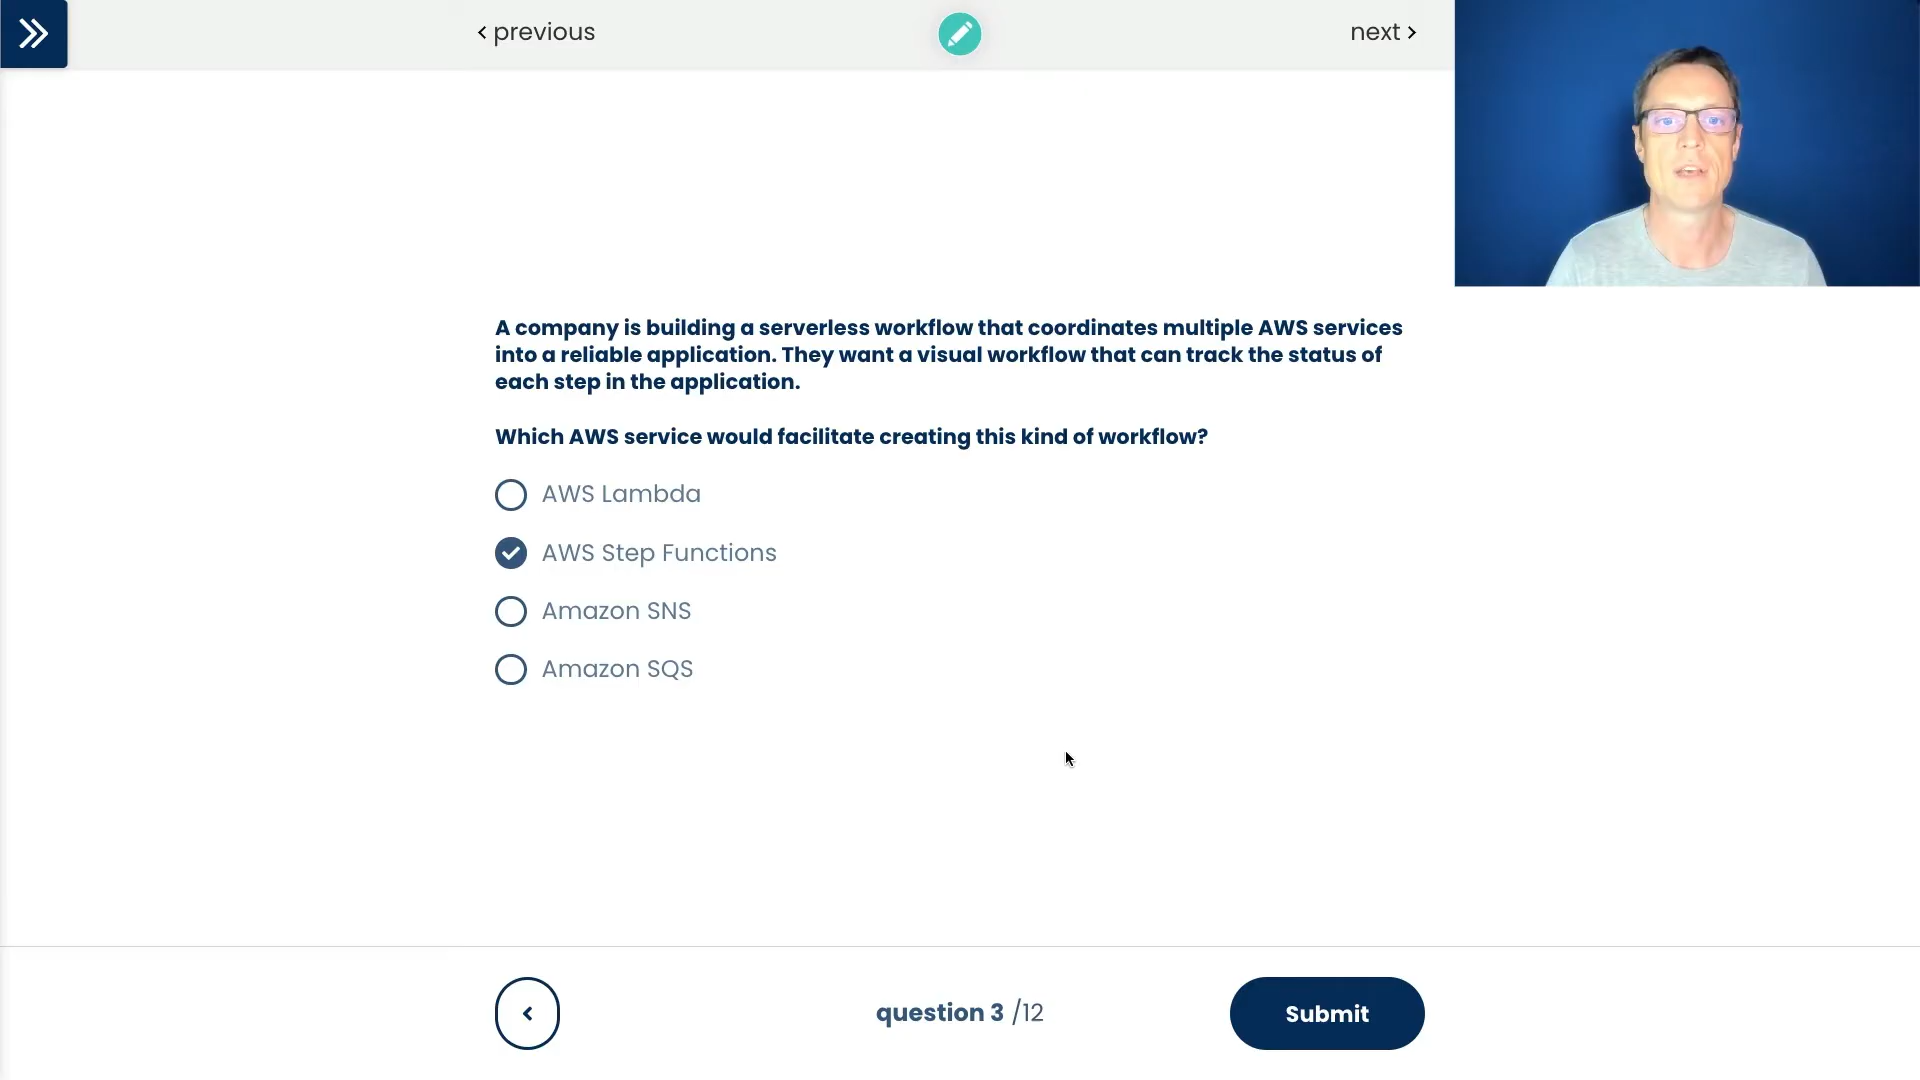 previous
next
A company is building a serverless workflow that coordinates multiple AWS services
into a reliable application. They want a visual workflow that can track the status of
each step in the application.
Which AWS service would facilitate creating this kind of workflow?
AWS Lambda
AWS Step Functions
Amazon SNS
Amazon SQS
question 3 /12
Submit